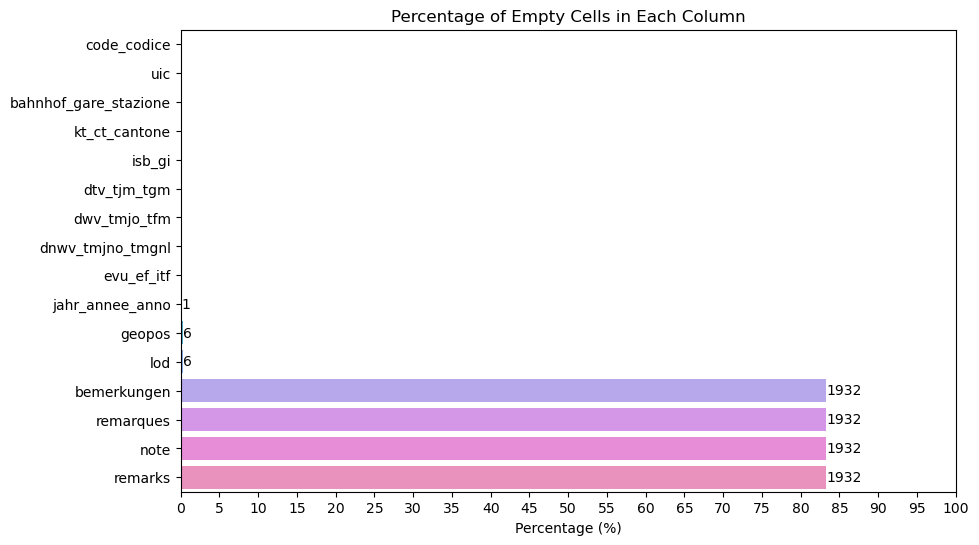 Percentage of Empty Cells in Each Column
code_codice
uic
bahnhof_gare_stazione
kt_ct_cantone
isb_gi
dtv_tjm_tgm
dwv_tmjo_tfm
dnwv_tmjno_tmgnl
evu_ef_itf
jahr_annee_anno 1
geopos 6
lod 6
bemerkungen 1932
remarques 1932
note 1932
remarks 1932
0 5 10 15 20 25 30 35 40 45 50 55 60 65 70 75 80 85 90 95 100
Percentage (%)